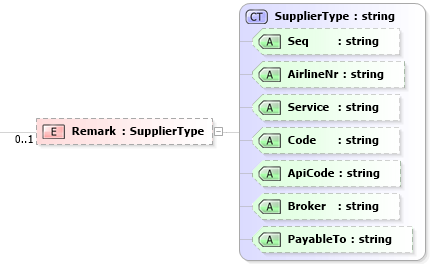 CT SupplierType : string
A Seq : string
A AirlineNr : string
A Service : string
A Code : string
E Remark : SupplierType
0..1
A ApiCode : string
A Broker : string
A PayableTo : string